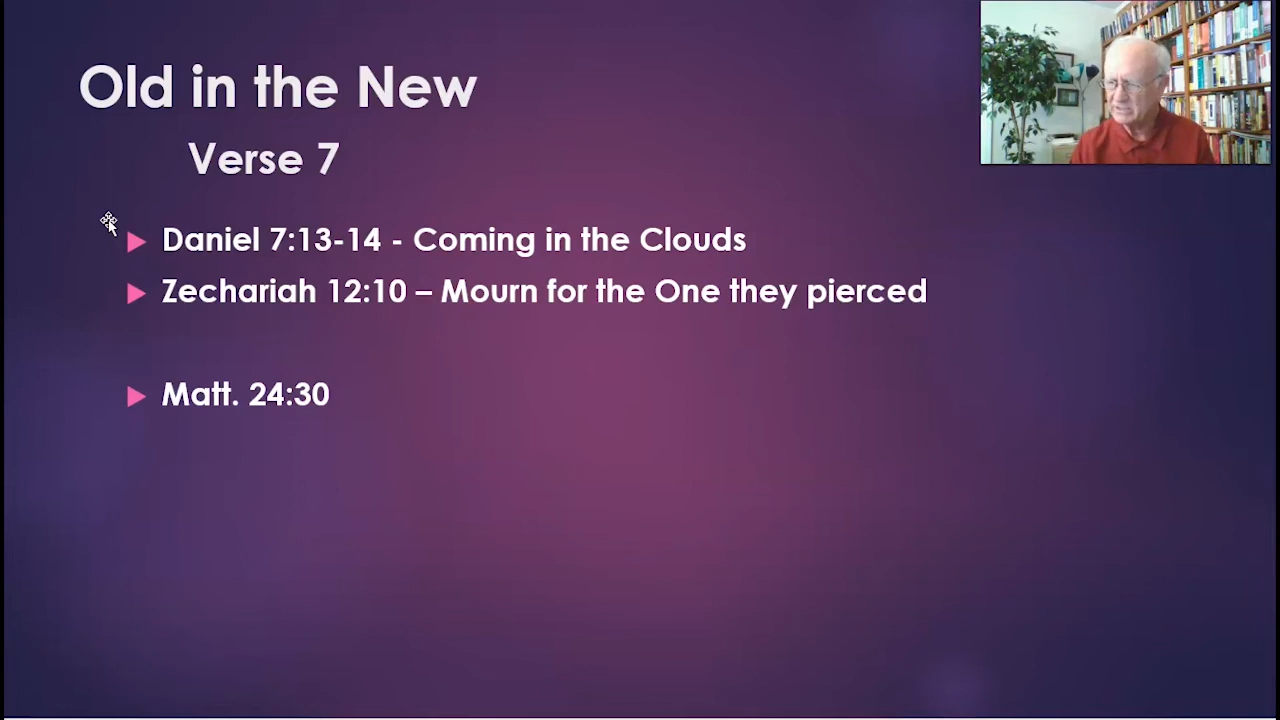 Old in the New
Verse 7
Daniel 7:13-14 - Coming in the Clouds
Zechariah 12:10 – Mourn for the One they pierced
Matt. 24:30